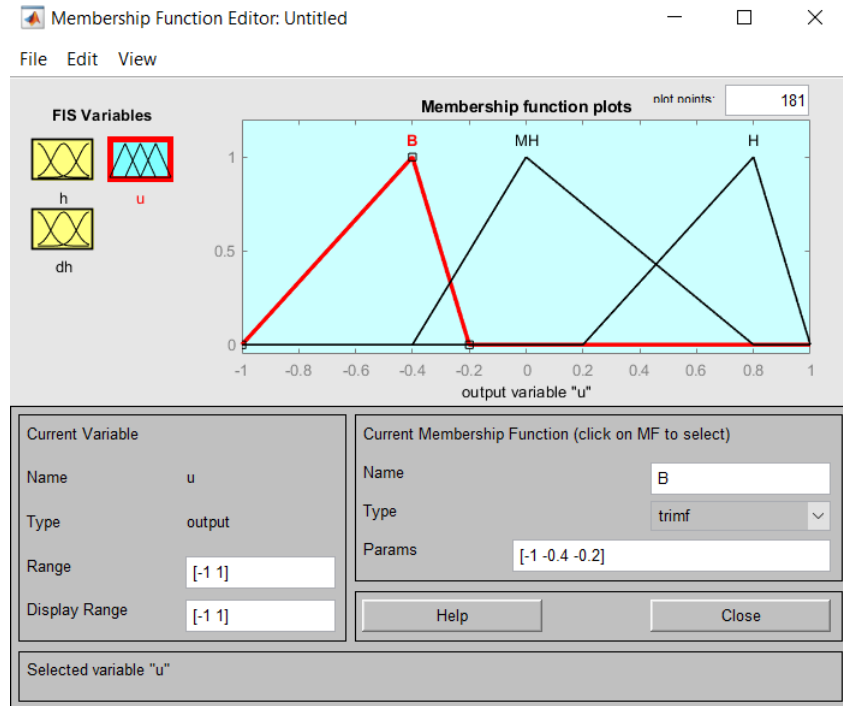 Membership Function Editor: Untitled
File Edit View
FIS Variables
h
u
dh
Membership function plots
plot points:
181
B
MH
H
1
0.5
0
-1 -0.8 -0.6 -0.4 -0.2 0 0.2 0.4 0.6 0.8 1
output variable "u"
Current Variable
Name u
Type output
Range [-1 1]
Display Range [-1 1]
Current Membership Function (click on MF to select)
Name B
Type trimf
Params [-1 -0.4 -0.2]
Help
Close
Selected variable "u"